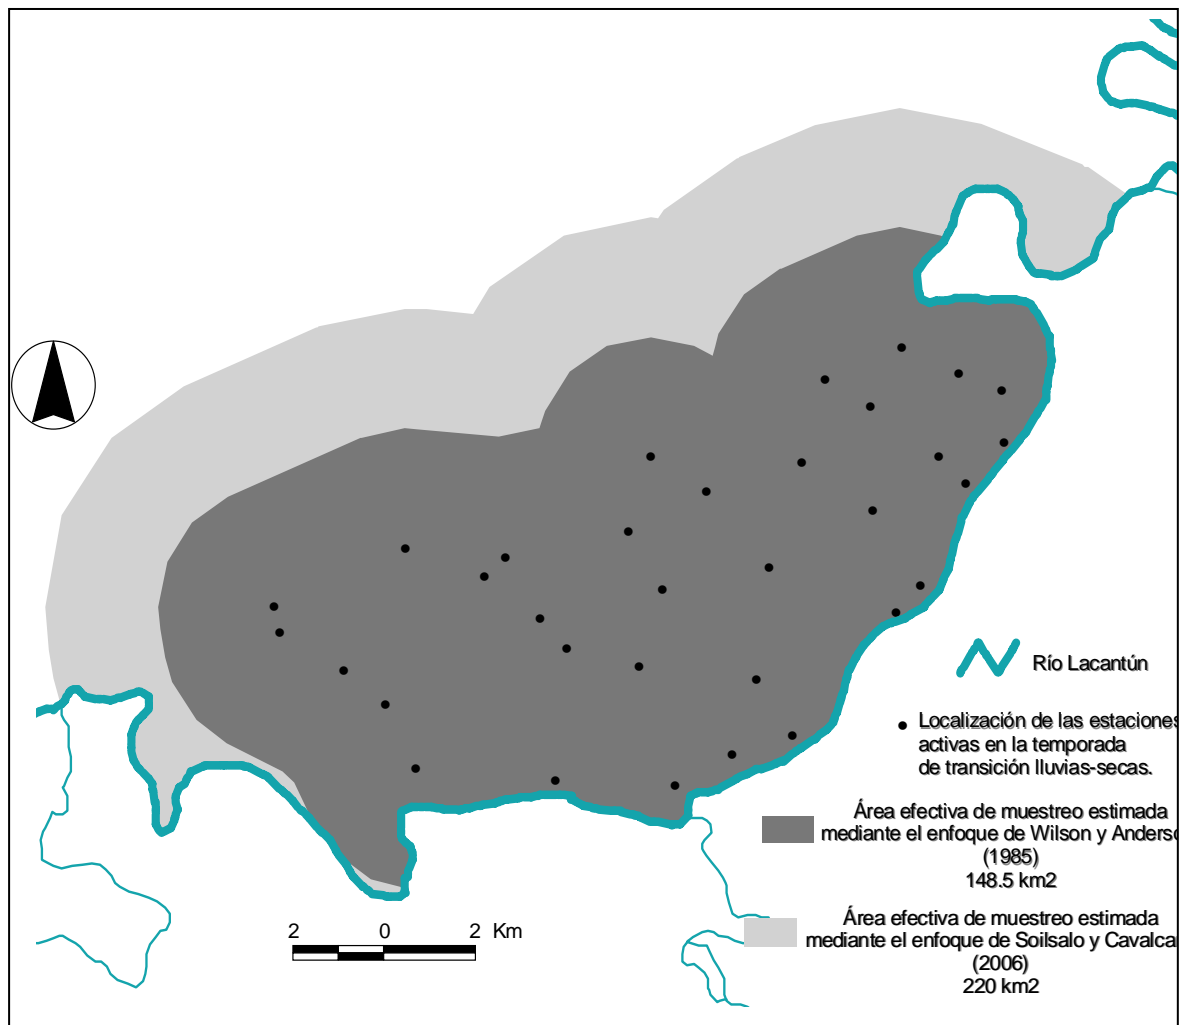 Río Lacantún
Localización de las estaciones
activas en la temporada
de transición lluvias-secas.
Área efectiva de muestreo estimada
mediante el enfoque de Wilson y Anderso
(1985)
148.5 km2
2 0 2 Km
Área efectiva de muestreo estimada
mediante el enfoque de Soilsalo y Cavalca
(2006)
220 km2